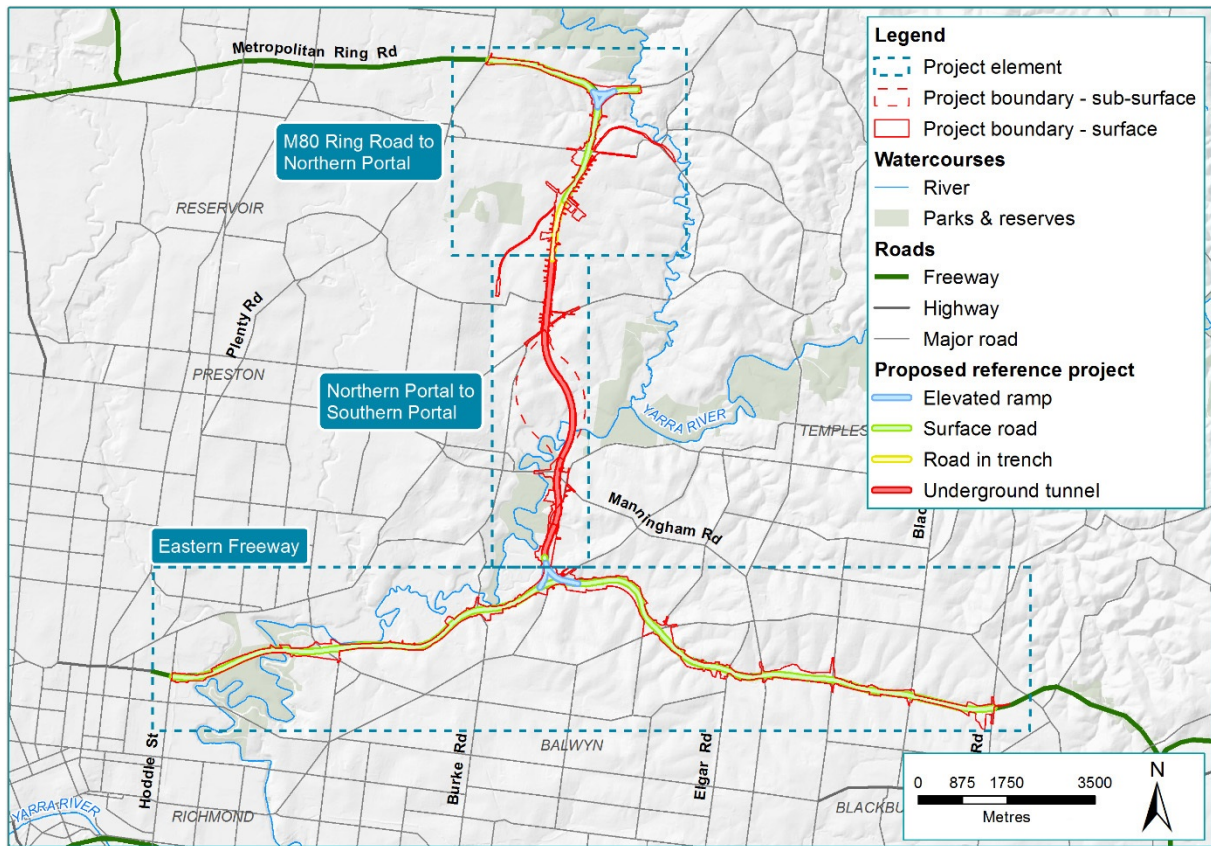 Metropolitan Ring Rd
M80 Ring Road to
Northern Portal
RESERVOIR
Plenty Rd
PRESTON
Northern Portal to
Southern Portal
YARRA RIVER
TEMPLES
Manningham Rd
Blac
Eastern Freeway
Hoddle St
Burke Rd
BALWYN
Elgar Rd
Rd
RICHMOND
YARRA RIVER
BLACKBU
Legend
Project element
Project boundary - sub-surface
Project boundary - surface
Watercourses
River
Parks & reserves
Roads
Freeway
Highway
Major road
Proposed reference project
Elevated ramp
Surface road
Road in trench
Underground tunnel
0 875 1750 3500
Metres
N